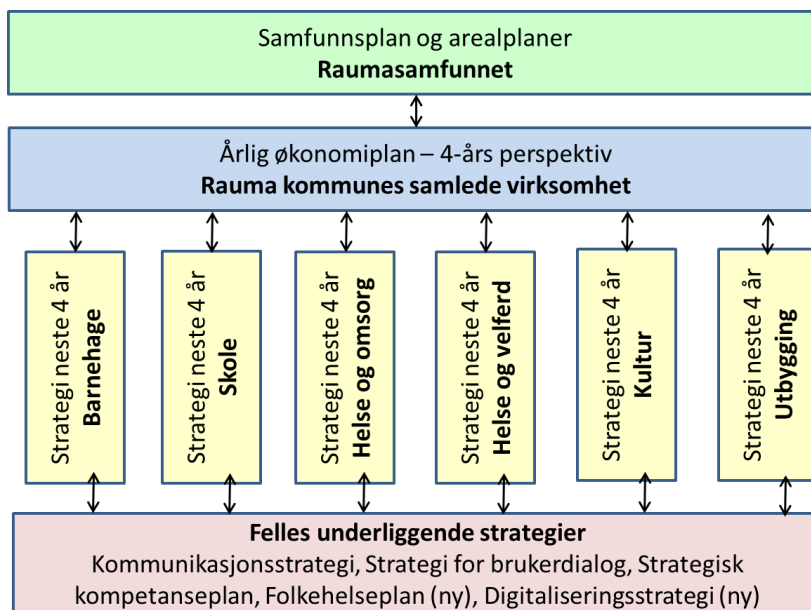 Samfunnsplan og arealplaner
Raumasamfunnet
Årlig økonomiplan – 4-års perspektiv
Rauma kommunes samlede virksomhet
Strategi neste 4 år
Barnehage
Strategi neste 4 år
Skole
Strategi neste 4 år
Helse og omsorg
Strategi neste 4 år
Helse og velferd
Strategi neste 4 år
Kultur
Strategi neste 4 år
Utbygging
Felles underliggende strategier
Kommunikasjonsstrategi, Strategi for brukerdialog, Strategisk
kompetanseplan, Folkehelseplan (ny), Digitaliseringsstrategi (ny)